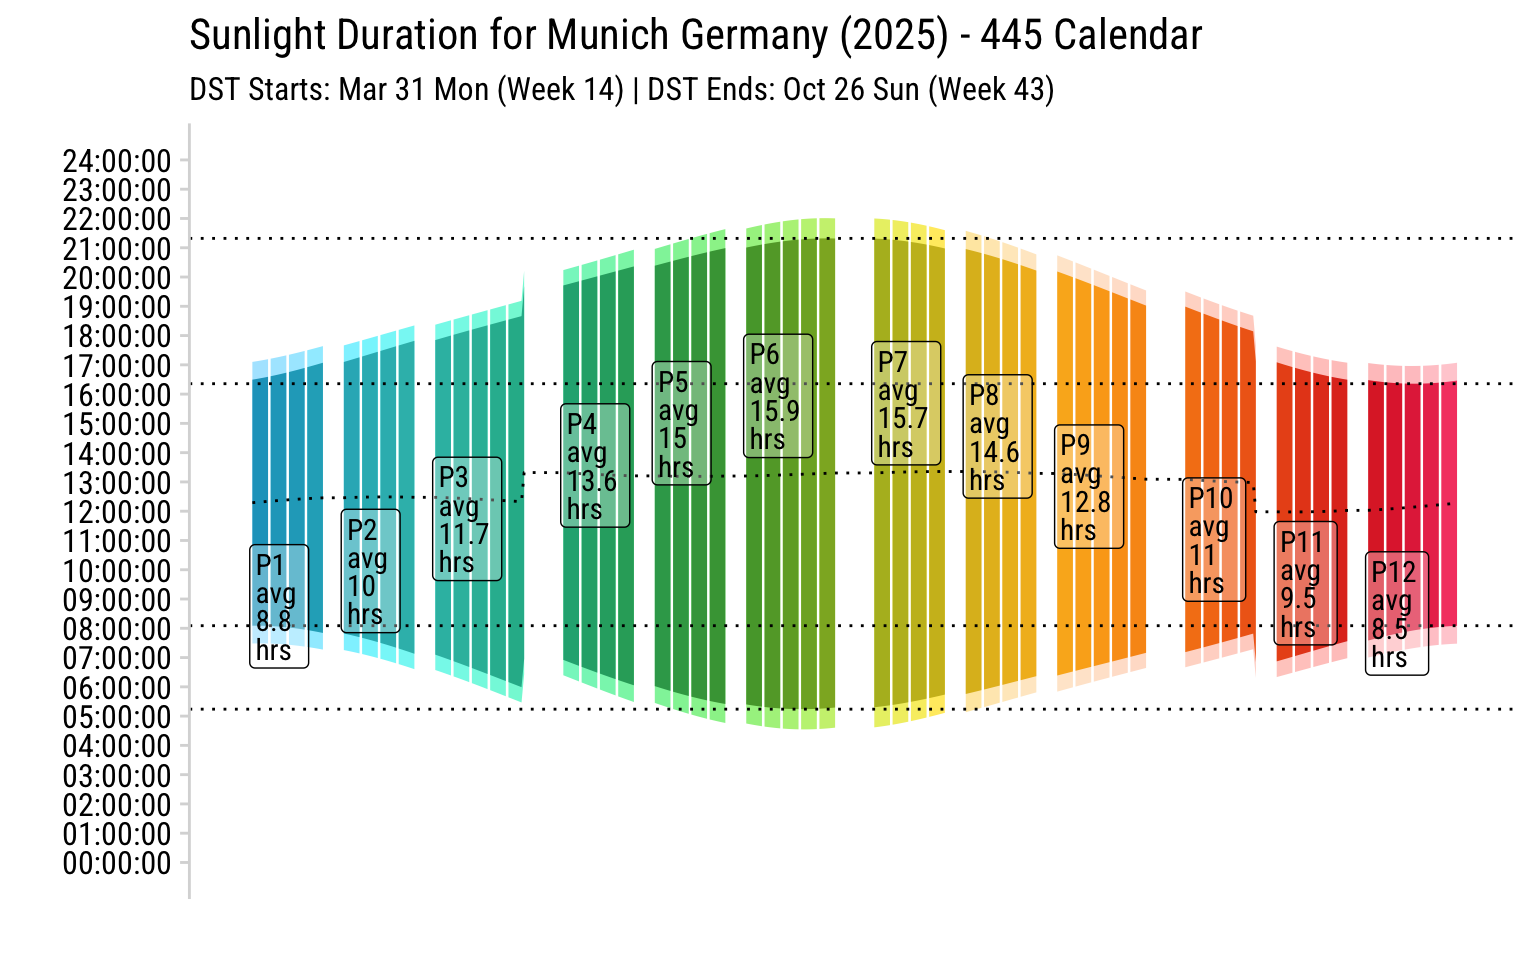 Sunlight Duration for Munich Germany (2025) - 445 Calendar
DST Starts: Mar 31 Mon (Week 14) | DST Ends: Oct 26 Sun (Week 43)
24:00:00
23:00:00
22:00:00
21:00:00
20:00:00
19:00:00
18:00:00
17:00:00
16:00:00
15:00:00
14:00:00
13:00:00
12:00:00
11:00:00
10:00:00
09:00:00
08:00:00
07:00:00
06:00:00
05:00:00
04:00:00
03:00:00
02:00:00
01:00:00
00:00:00
P1
avg
8.8
hrs
P2
avg
10
hrs
P3
avg
11.7
hrs
P4
avg
13.6
hrs
P5
avg
15
hrs
P6
avg
15.9
hrs
P7
avg
15.7
hrs
P8
avg
14.6
hrs
P9
avg
12.8
hrs
P10
avg
11
hrs
P11
avg
9.5
hrs
P12
avg
8.5
hrs